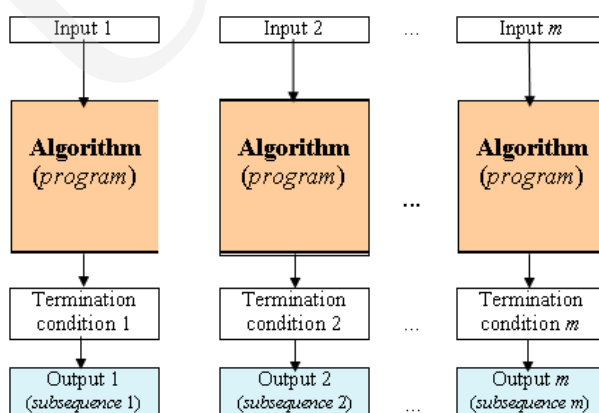 Input 1
Input 2
...
Input m
Algorithm
(program)
Algorithm
(program)
...
Algorithm
(program)
Termination
condition 1
Termination
condition 2
...
Termination
condition m
Output 1
(subsequence 1)
Output 2
(subsequence 2)
...
Output m
(subsequence m)